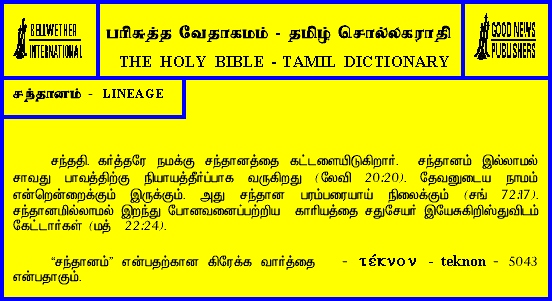 BELLWETHER
INTERNATIONAL
பரிசுத்த வேதாகமம் - தமிழ் சொல்லகராதி
THE HOLY BIBLE - TAMIL DICTIONARY
GOOD NEWS
PUBLISHERS
சந்தானம் - LINEAGE
சந்ததி. கர்த்தரே நமக்கு சந்தானத்தை கட்டளையிடுகிறார். சந்தானம் இல்லாமல்
சாவது பாவத்திற்கு நியாயத்தீர்ப்பாக வருகிறது (லேவி 20:20). தேவனுடைய நாமம்
என்றென்றைக்கும் இருக்கும். அது சந்தான பரம்பரையாய் நிலைக்கும் (சங் 72:17).
சந்தானமில்லாமல் இறந்து போனவனைப்பற்றிய காரியத்தை சதுசேயர் இயேசுகிறிஸ்துவிடம்
கேட்டார்கள் (மத் 22:24).
“சந்தானம்” என்பதற்கான கிரேக்க வார்த்தை - τέκνον - teknon - 5043
என்பதாகும்.